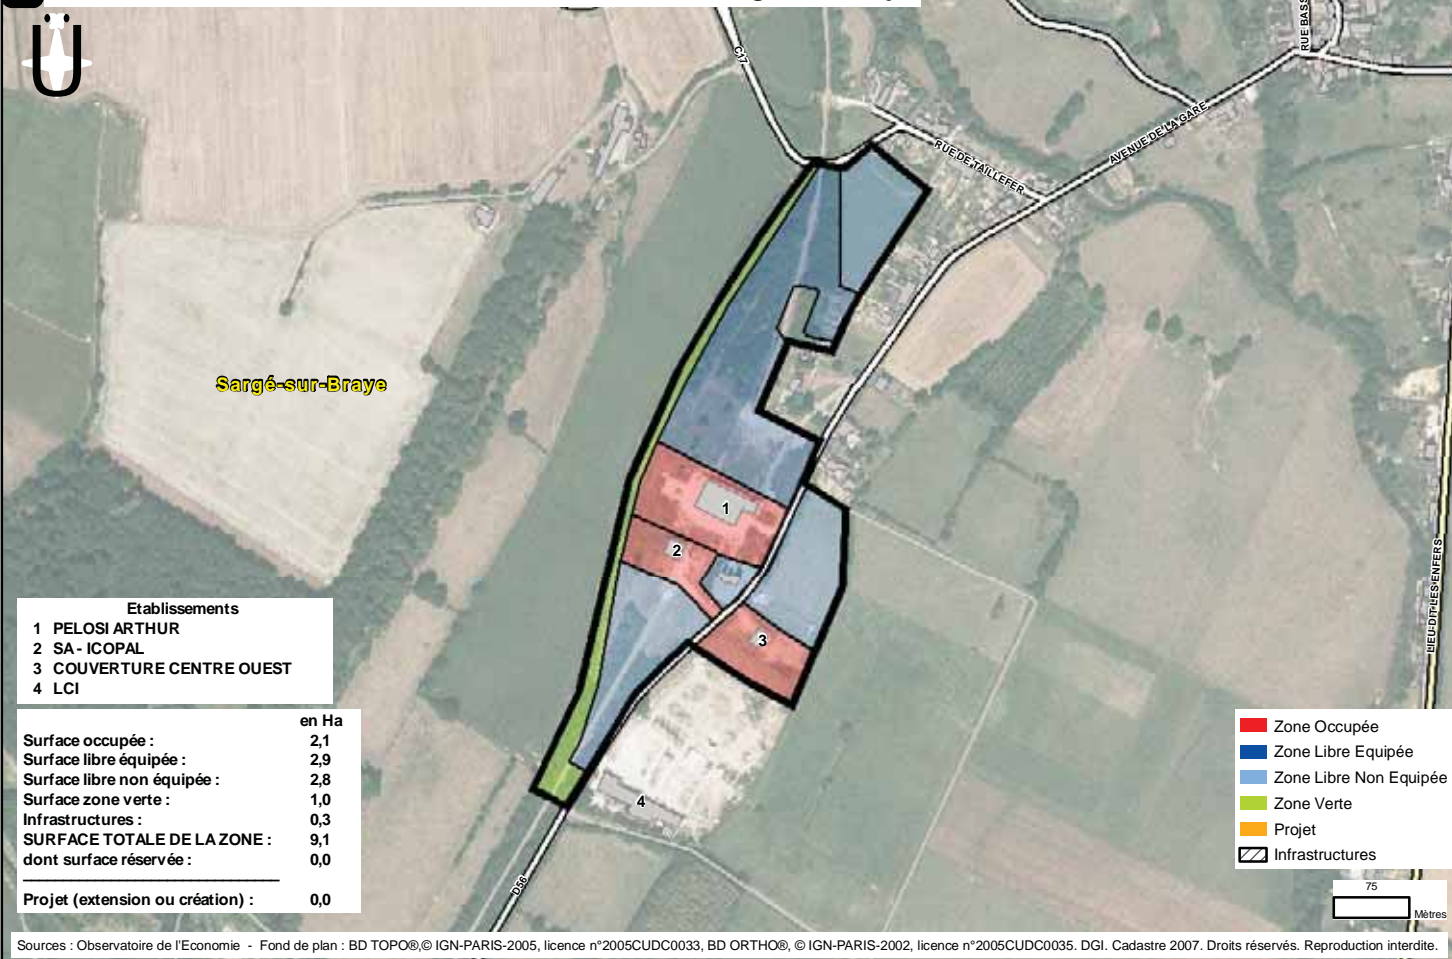 C17
RUE BASS
AVENUE DE LA GARE
RUE DE TAILLEFER
Sargé-sur-Braye
1
2
3
4
LIEU-DIT LES ENFERS
D56
Etablissements
1 PELOSI ARTHUR
2 SA - ICOPAL
3 COUVERTURE CENTRE OUEST
4 LCI
en Ha
Surface occupée : 2,1
Surface libre équipée : 2,9
Surface libre non équipée : 2,8
Surface zone verte : 1,0
Infrastructures : 0,3
SURFACE TOTALE DE LA ZONE : 9,1
dont surface réservée : 0,0
Projet (extension ou création) : 0,0
Zone Occupée
Zone Libre Equipée
Zone Libre Non Equipée
Zone Verte
Projet
Infrastructures
75
Mètres
Sources : Observatoire de l'Economie - Fond de plan : BD TOPO®,© IGN-PARIS-2005, licence n°2005CUDC0033, BD ORTHO®, © IGN-PARIS-2002, licence n°2005CUDC0035. DGI. Cadastre 2007. Droits réservés. Reproduction interdite.